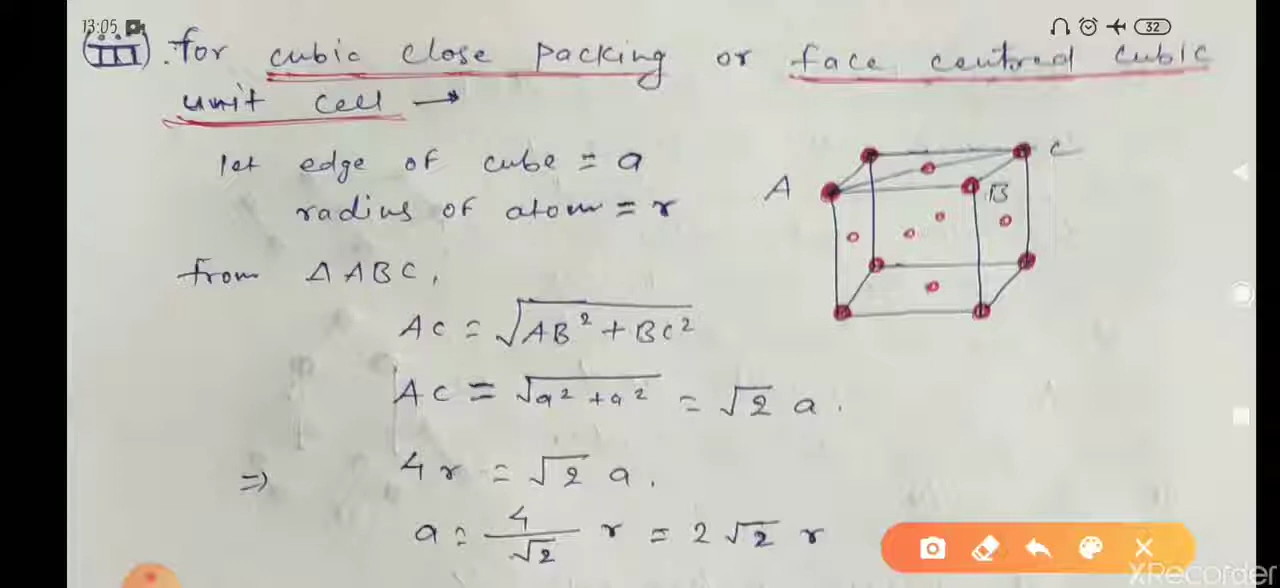 13:05
32
(III). for cubic close packing or face centred cubic
unit cell →
let edge of cube = a
radius of atom = r
A
B
C
from Δ ABC,
AC = √AB² + BC²
AC = √a² + a² = √2 a.
⇒ 4r = √2 a.
a = 4/√2 r = 2√2 r
XRecorder